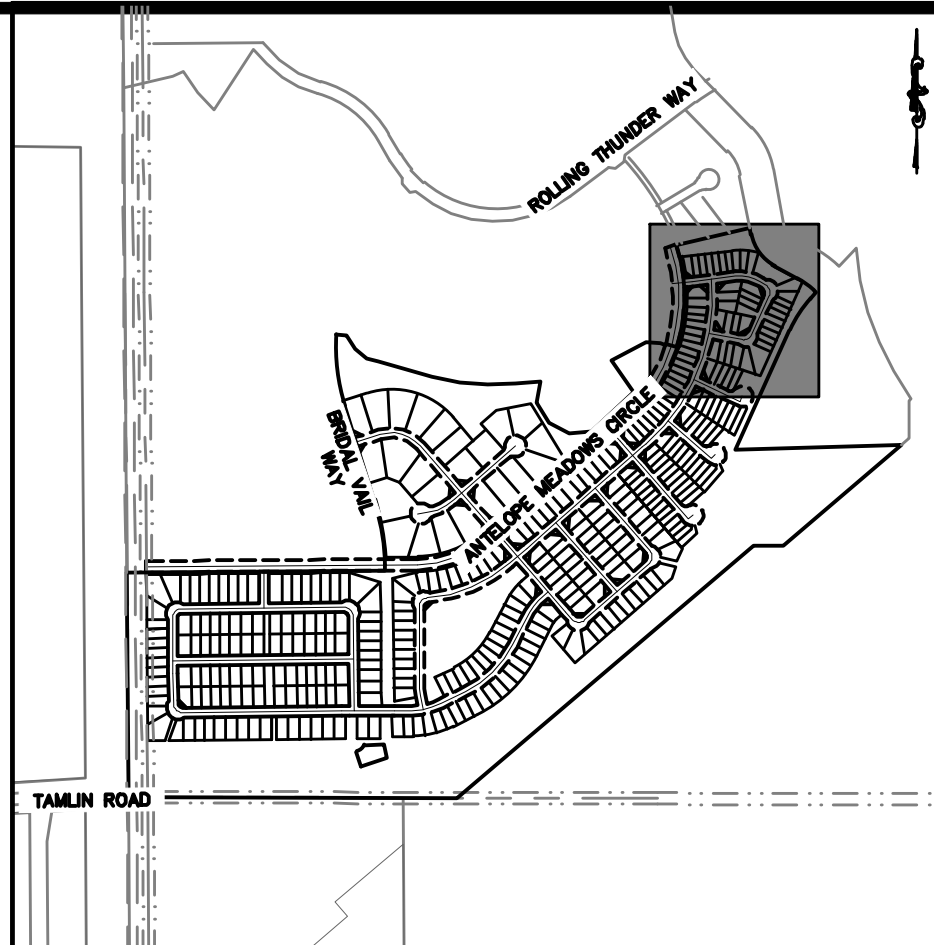 ROLLING THUNDER WAY
BRIDAL VAIL
WAY
ANTELOPE MEADOWS CIRCLE
TAMLIN ROAD